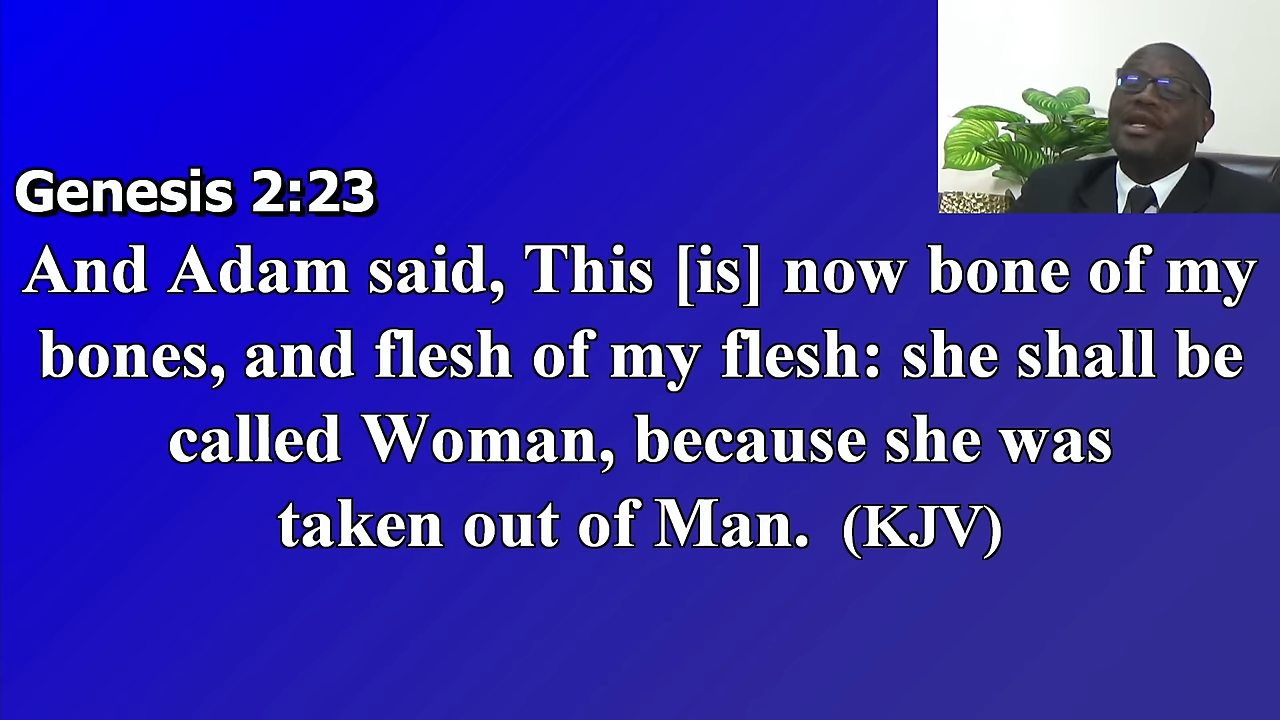 Genesis 2:23
And Adam said, This [is] now bone of my
bones, and flesh of my flesh: she shall be
called Woman, because she was
taken out of Man. (KJV)